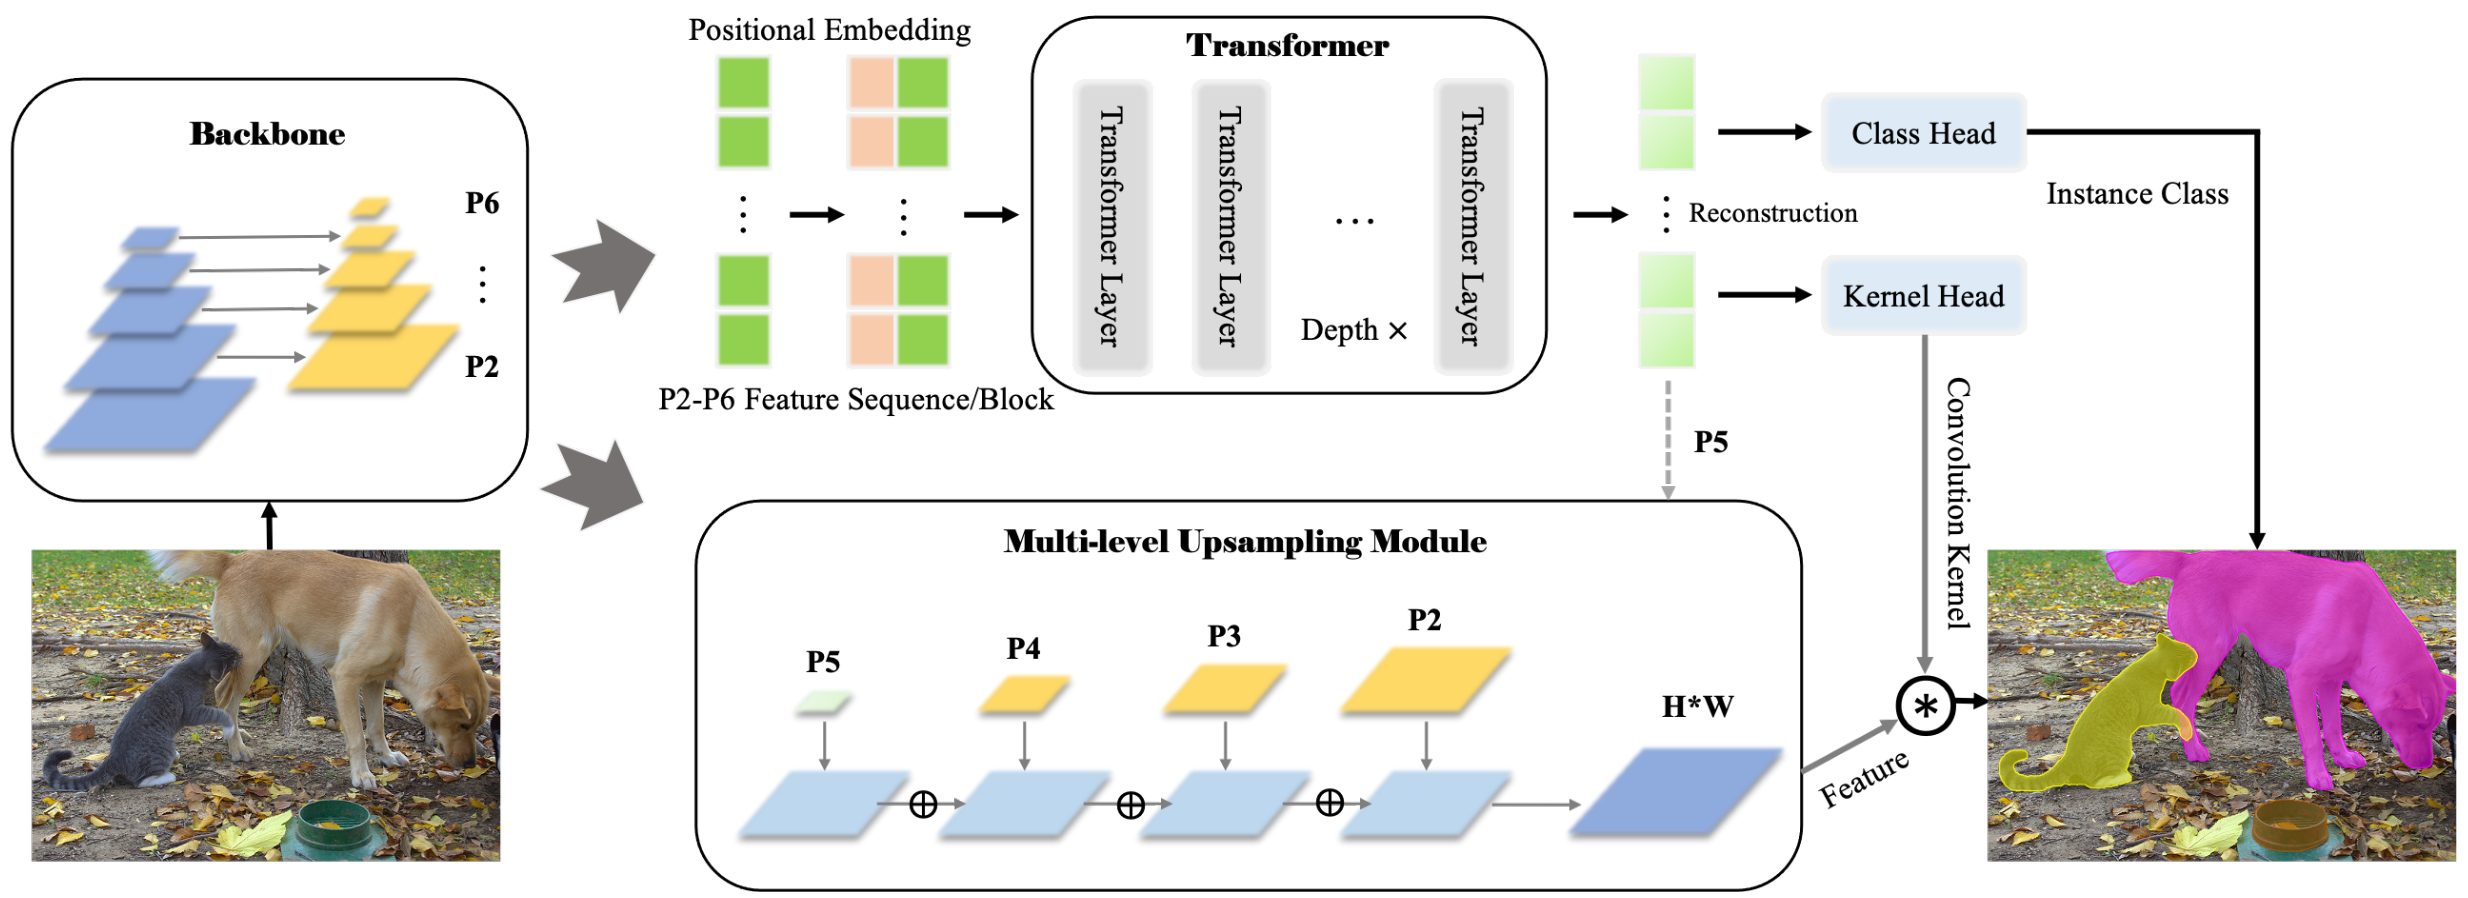 Backbone
P6
⋮
P2
Positional Embedding
⋮
⋮
P2-P6 Feature Sequence/Block
Transformer
Transformer Layer
Transformer Layer
...
Depth ×
Transformer Layer
⋮
Reconstruction
Class Head
Instance Class
Kernel Head
Convolution Kernel
P5
Multi-level Upsampling Module
P5
P4
P3
P2
H*W
⊕
⊕
⊕
Feature
*